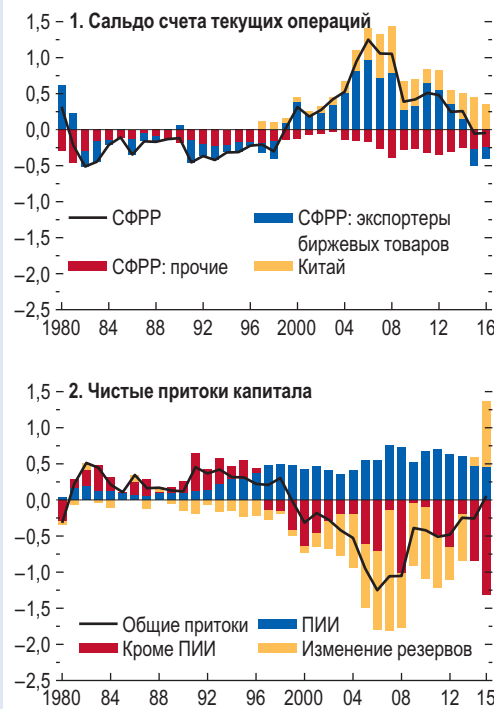 1. Сальдо счета текущих операций
1,5
1,0
0,5
0,0
–0,5
–1,0
–1,5
–2,0
–2,5
СФРР
СФРР: экспортеры
биржевых товаров
СФРР: прочие
Китай
1980 84 88 92 96 2000 04 08 12 16
2. Чистые притоки капитала
1,5
1,0
0,5
0,0
–0,5
–1,0
–1,5
–2,0
–2,5
Общие притоки
ПИИ
Кроме ПИИ
Изменение резервов
1980 84 88 92 96 2000 04 08 12 15